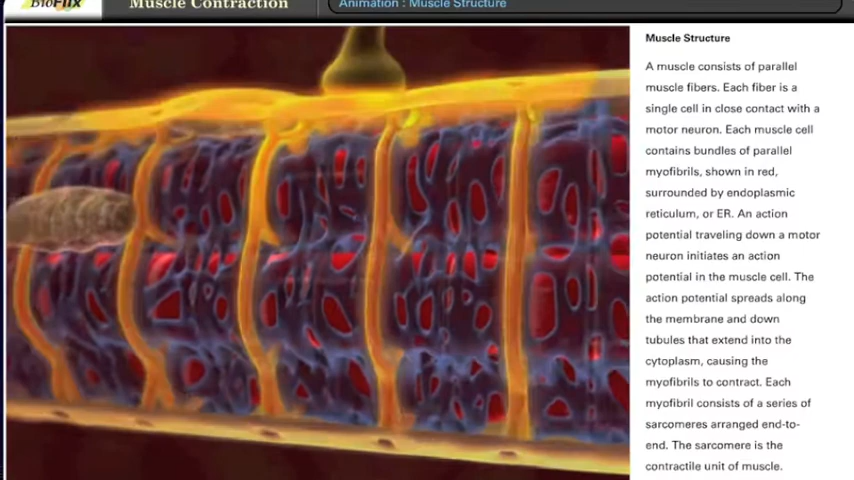 BioFlix
Muscle Contraction
Animation : Muscle Structure
Muscle Structure
A muscle consists of parallel
muscle fibers. Each fiber is a
single cell in close contact with a
motor neuron. Each muscle cell
contains bundles of parallel
myofibrils, shown in red,
surrounded by endoplasmic
reticulum, or ER. An action
potential traveling down a motor
neuron initiates an action
potential in the muscle cell. The
action potential spreads along
the membrane and down
tubules that extend into the
cytoplasm, causing the
myofibrils to contract. Each
myofibril consists of a series of
sarcomeres arranged end-to-
end. The sarcomere is the
contractile unit of muscle.